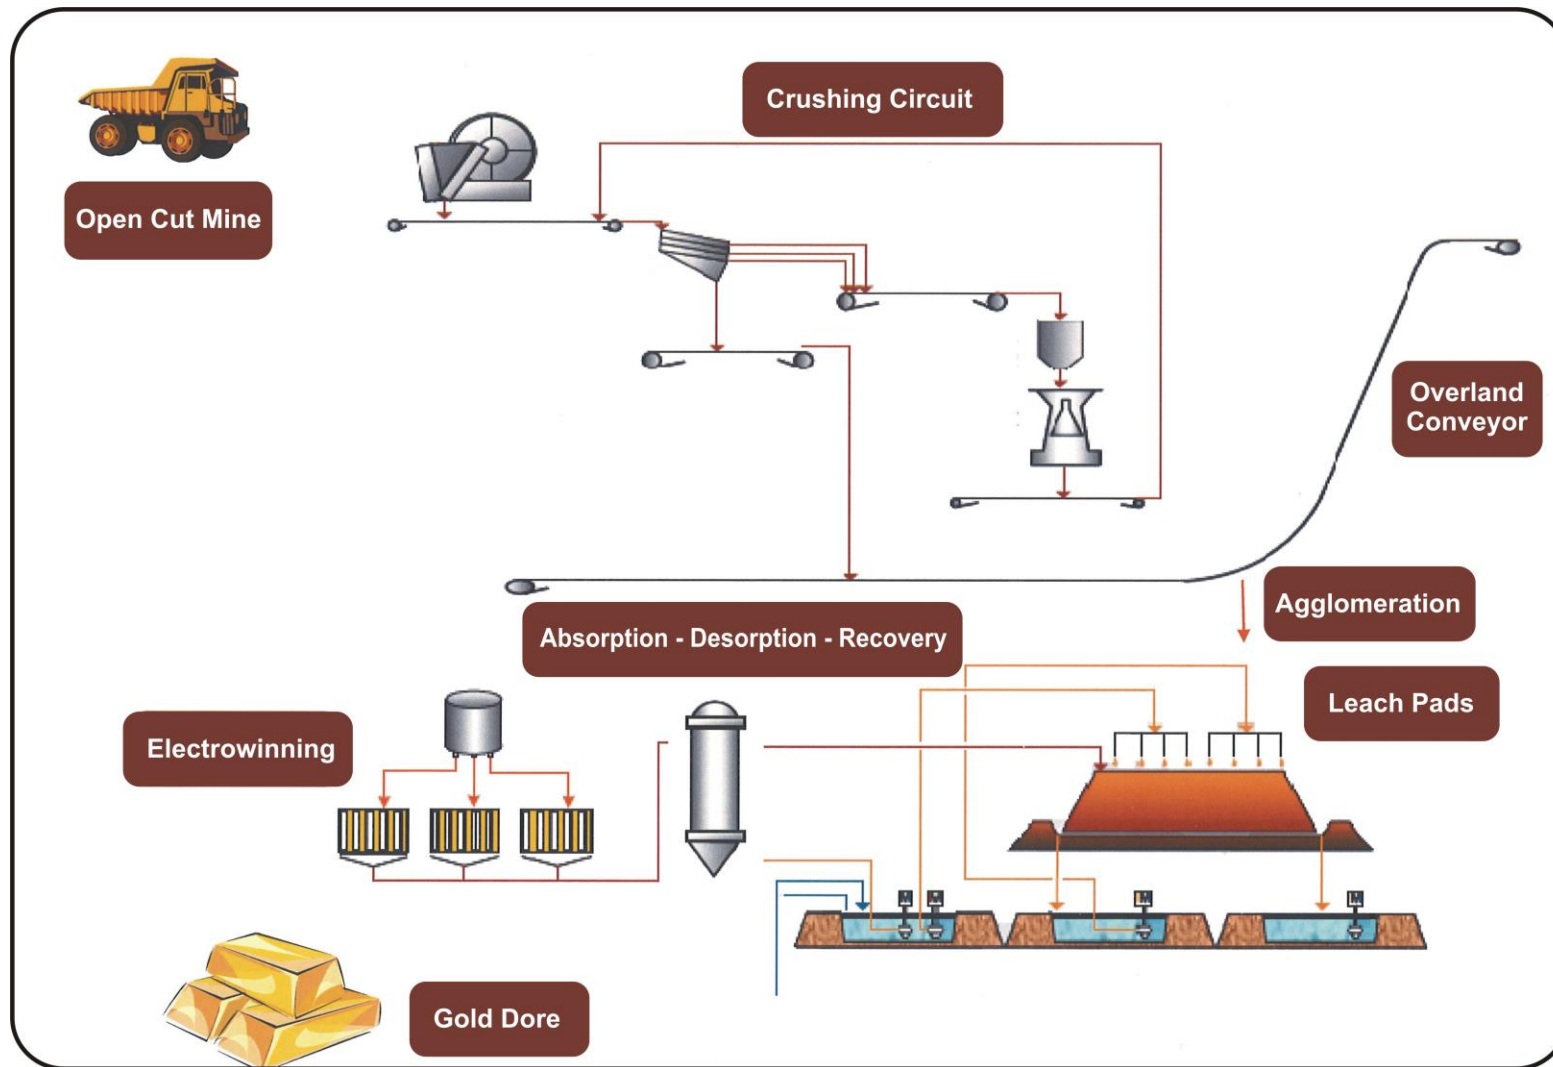 Crushing Circuit
Open Cut Mine
Overland
Conveyor
Agglomeration
Absorption - Desorption - Recovery
Leach Pads
Electrowinning
M
M
M
M
Gold Dore